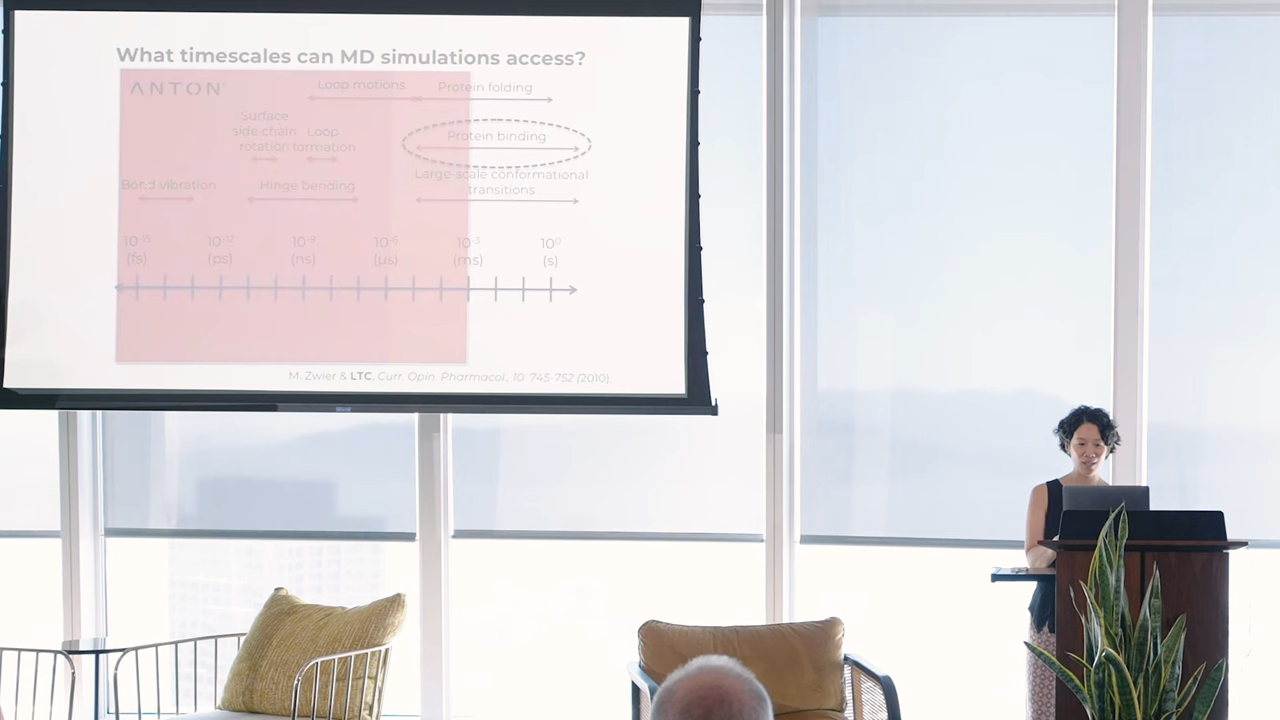 What timescales can MD simulations access?
ANTON
Loop motions
Protein folding
Surface
side chain
rotation
Loop
formation
Protein binding
Bond vibration
Hinge bending
Large-scale conformational
transitions
10⁻¹⁵
(fs)
10⁻¹²
(ps)
10⁻⁹
(ns)
10⁻⁶
(μs)
10⁻³
(ms)
10⁰
(s)
M. Zwier & LTC, Curr. Opin. Pharmacol., 10: 745-752 (2010).